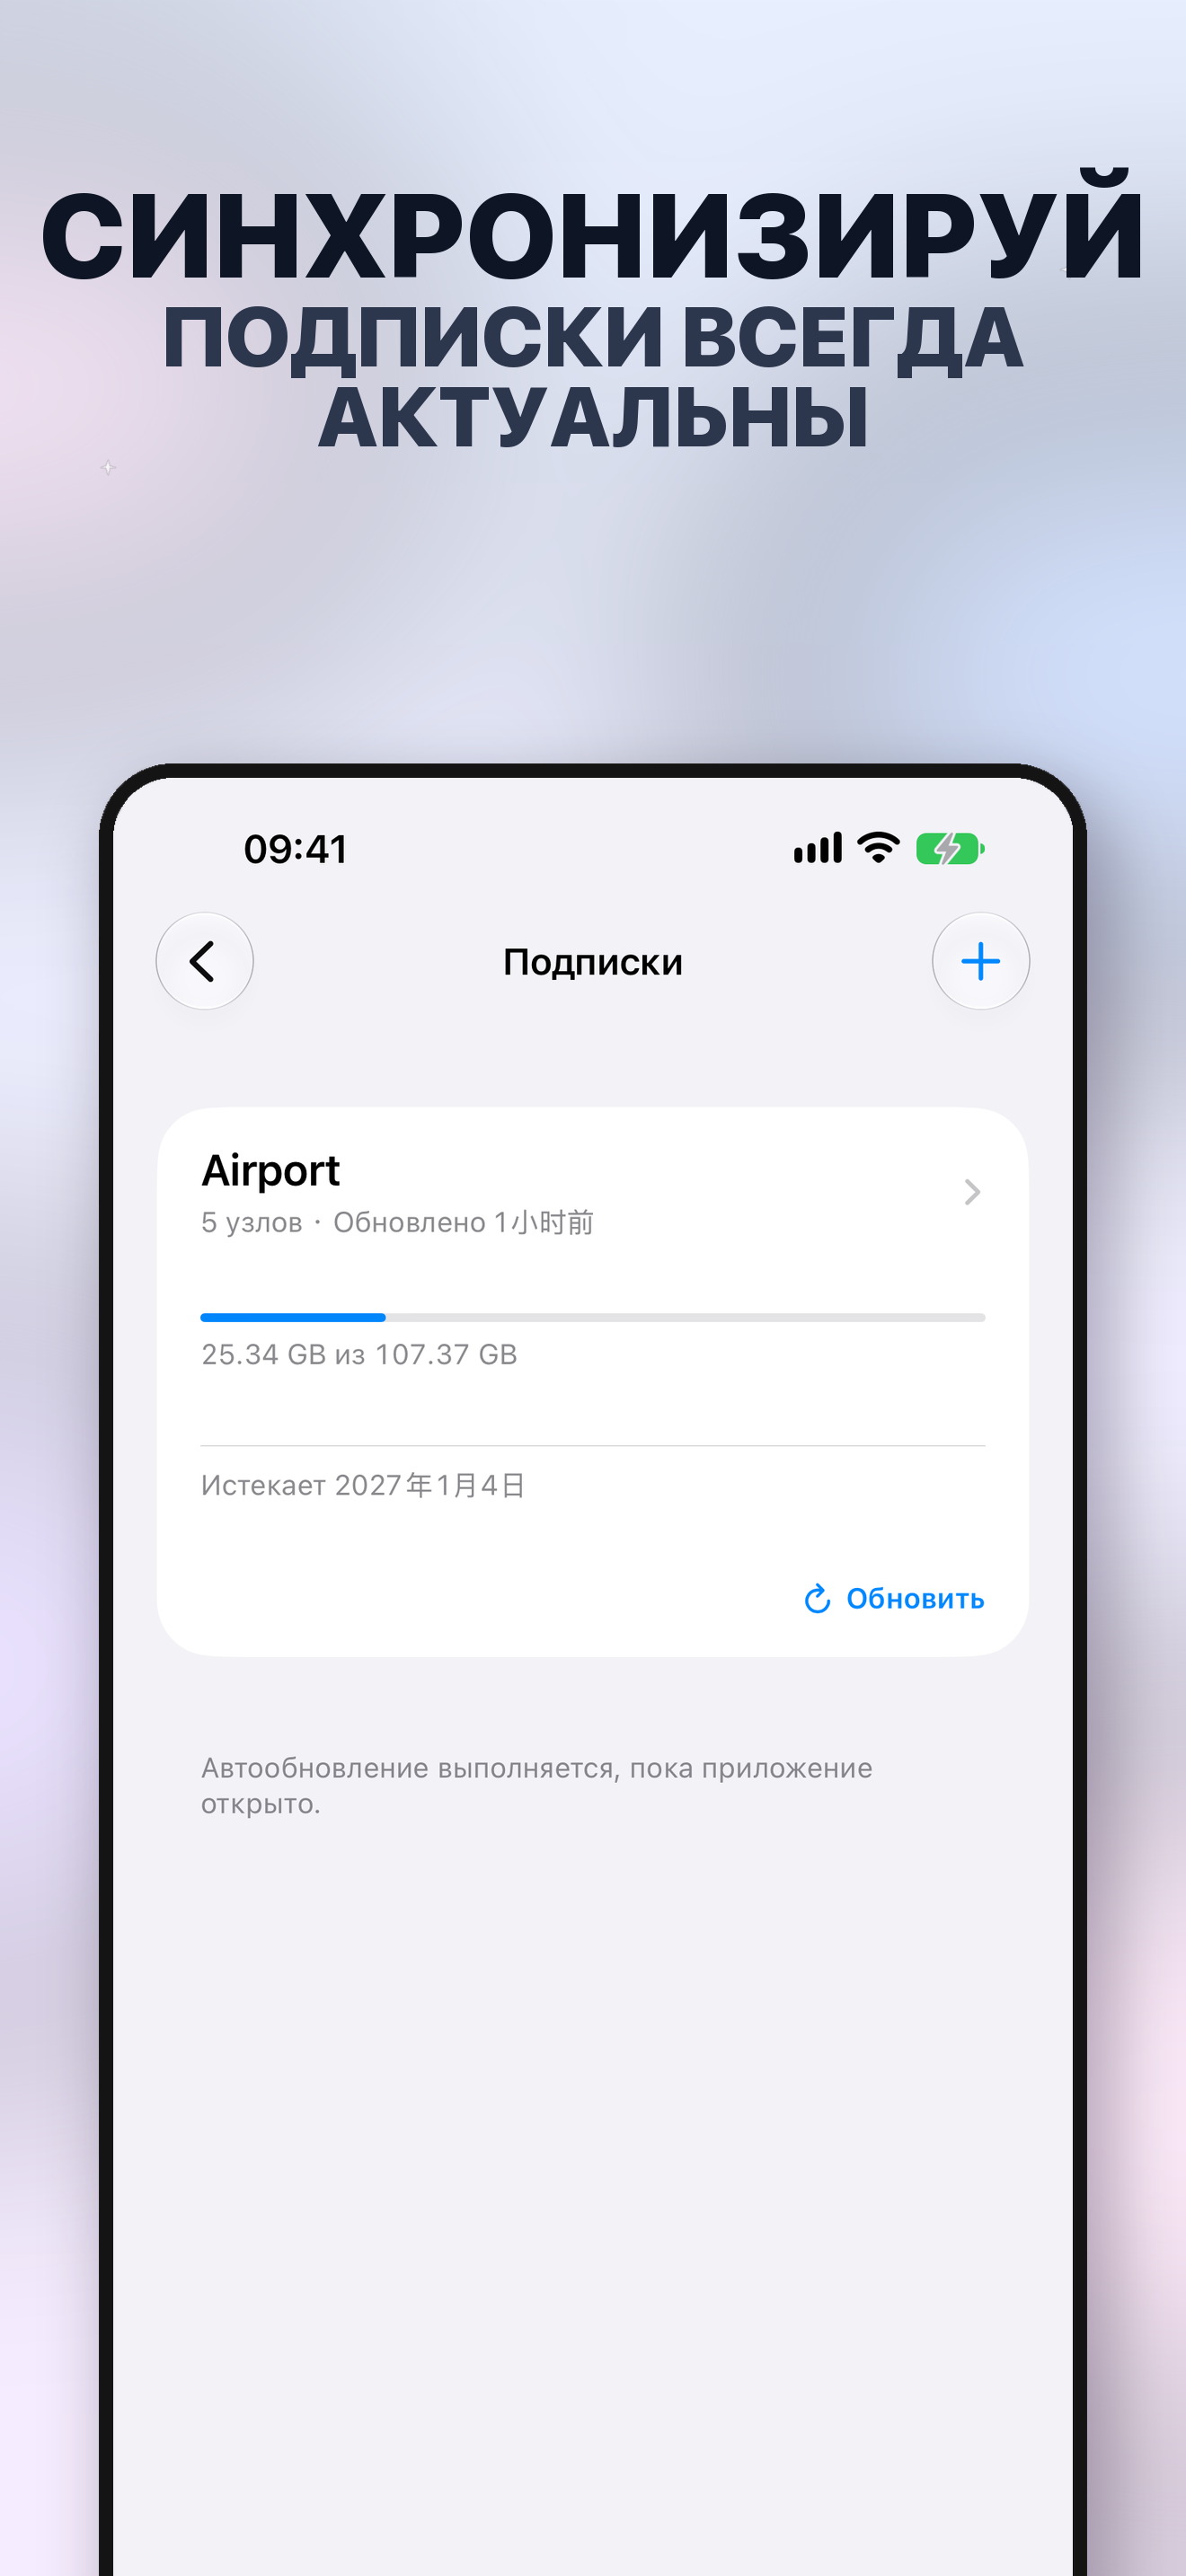 СИНХРОНИЗИРУЙ
ПОДПИСКИ ВСЕГДА
АКТУАЛЬНЫ
09:41
Подписки
Airport
5 узлов · Обновлено 1小时前
25.34 GB из 107.37 GB
Истекает 2027年1月4日
Обновить
Автообновление выполняется, пока приложение
открыто.